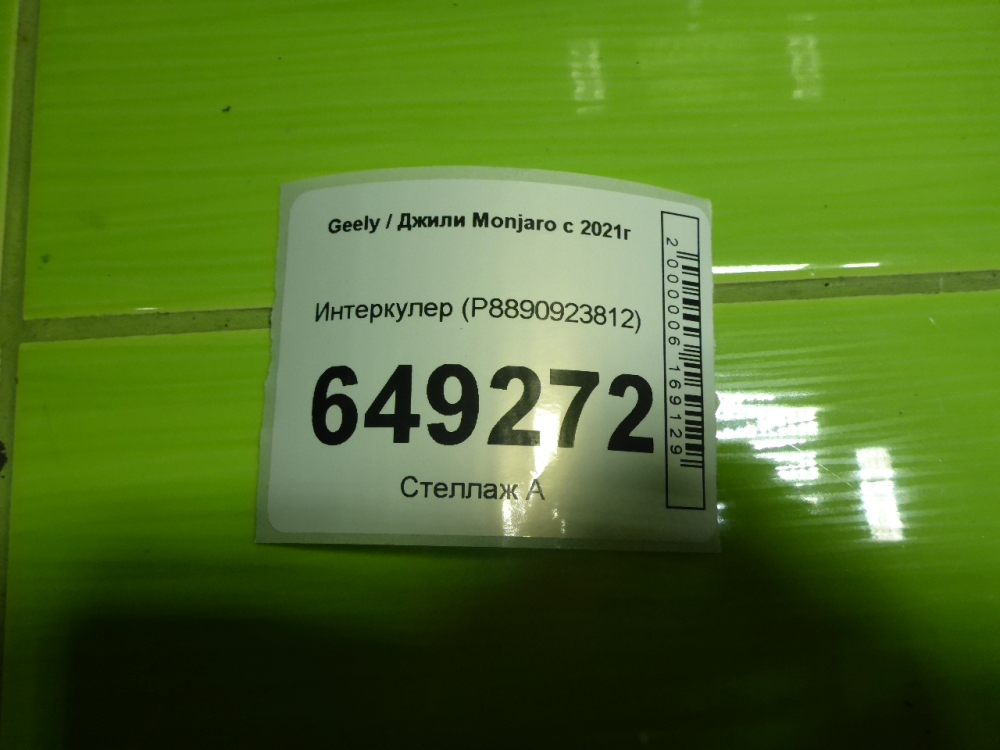 Geely / Джили Monjaro с 2021г
Интеркулер (P8890923812)
649272
Стеллаж А
2000006169129